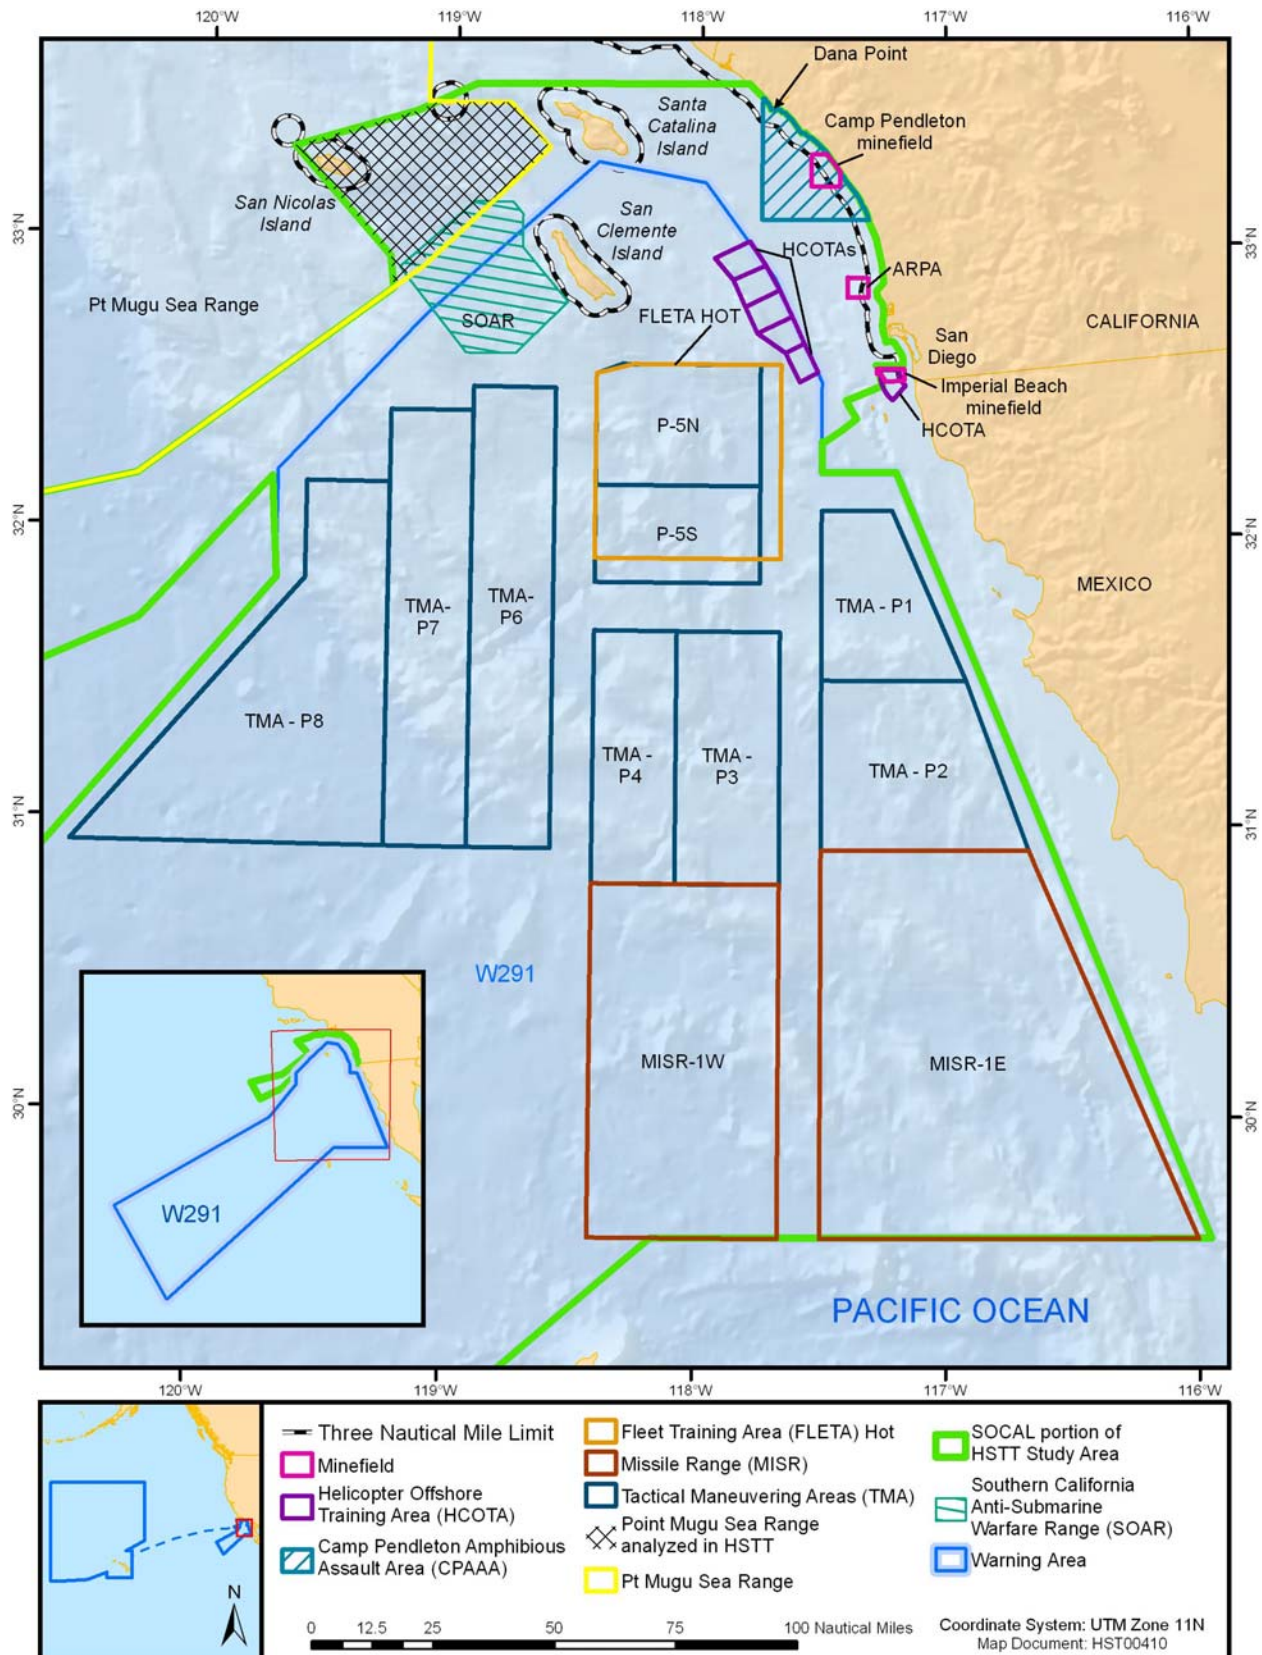 120°W
119°W
118°W
117°W
116°W
Dana Point
Santa
Catalina
Island
Camp Pendleton
minefield
San Nicolas
Island
33°N
33°N
San
Clemente
Island
HCOTAs
ARPA
Pt Mugu Sea Range
SOAR
FLETA HOT
CALIFORNIA
San
Diego
Imperial Beach
minefield
HCOTA
P-5N
32°N
32°N
P-5S
MEXICO
TMA-
P7
TMA-
P6
TMA - P1
TMA - P8
TMA -
P4
TMA -
P3
TMA - P2
31°N
31°N
W291
MISR-1W
MISR-1E
30°N
30°N
W291
PACIFIC OCEAN
120°W
119°W
118°W
117°W
116°W
N
Three Nautical Mile Limit
Minefield
Helicopter Offshore
Training Area (HCOTA)
Camp Pendleton Amphibious
Assault Area (CPAAA)
Fleet Training Area (FLETA) Hot
Missile Range (MISR)
Tactical Maneuvering Areas (TMA)
Point Mugu Sea Range
analyzed in HSTT
Pt Mugu Sea Range
SOCAL portion of
HSTT Study Area
Southern California
Anti-Submarine
Warfare Range (SOAR)
Warning Area
0 12.5 25 50 75 100 Nautical Miles
Coordinate System: UTM Zone 11N
Map Document: HST00410